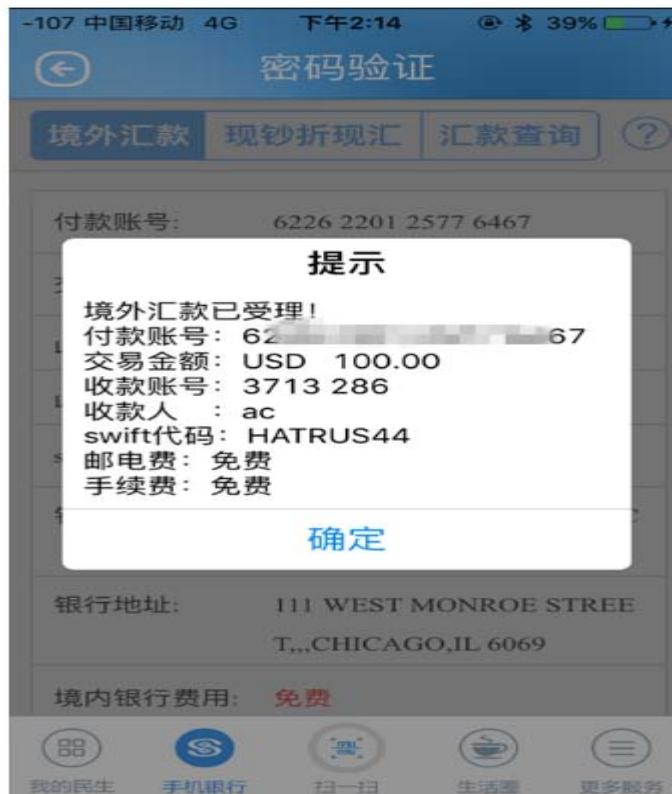 -107 中国移动 4G 下午2:14 39%
密码验证
境外汇款 现钞折现汇 汇款查询 ?
付款账号: 6226 2201 2577 6467
提示
境外汇款已受理!
付款账号: 62 67
交易金额: USD 100.00
收款账号: 3713 286
收款人 : ac
swift代码: HATRUS44
邮电费: 免费
手续费: 免费
确定
银行地址: 111 WEST MONROE STREE
T,,,CHICAGO,IL 6069
境内银行费用: 免费
我的民生 手机银行 扫一扫 生活圈 更多服务